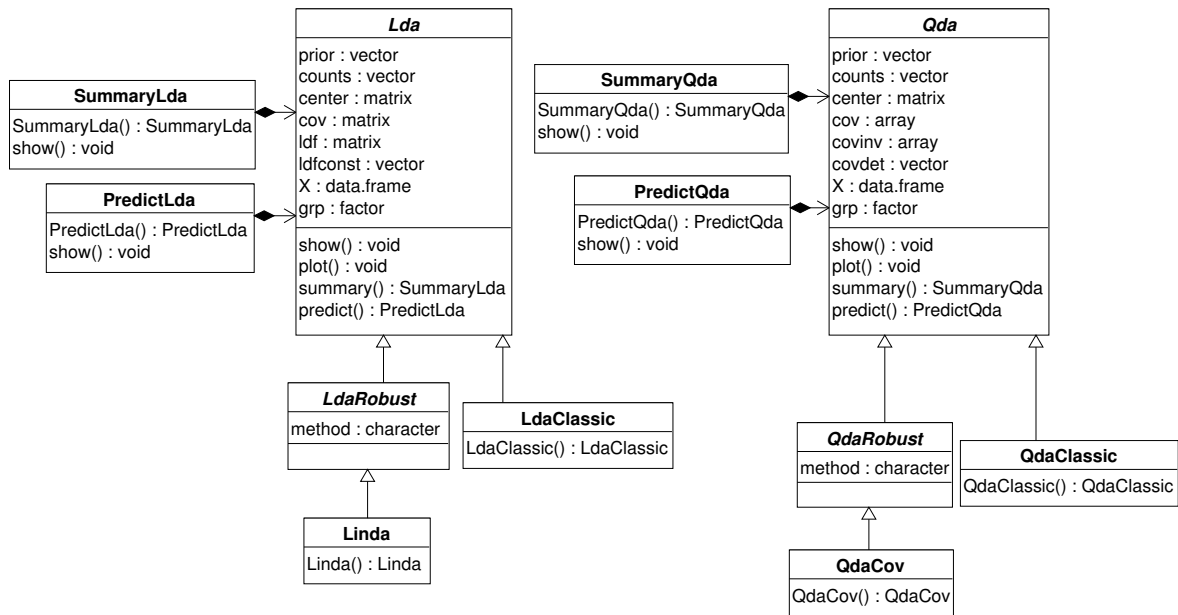 Lda
prior : vector
counts : vector
center : matrix
cov : matrix
ldf : matrix
ldfconst : vector
X : data.frame
grp : factor
show() : void
plot() : void
summary() : SummaryLda
predict() : PredictLda
SummaryLda
SummaryLda() : SummaryLda
show() : void
PredictLda
PredictLda() : PredictLda
show() : void
LdaRobust
method : character
LdaClassic
LdaClassic() : LdaClassic
Linda
Linda() : Linda
Qda
prior : vector
counts : vector
center : matrix
cov : array
covinv : array
covdet : vector
X : data.frame
grp : factor
show() : void
plot() : void
summary() : SummaryQda
predict() : PredictQda
SummaryQda
SummaryQda() : SummaryQda
show() : void
PredictQda
PredictQda() : PredictQda
show() : void
QdaRobust
method : character
QdaClassic
QdaClassic() : QdaClassic
QdaCov
QdaCov() : QdaCov